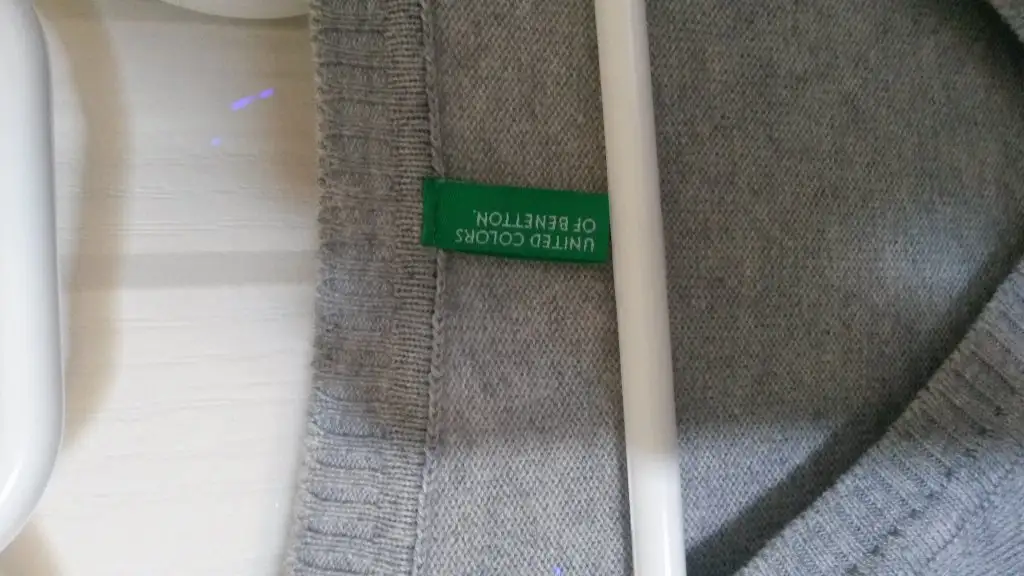 UNITED COLORS
OF BENETTON.